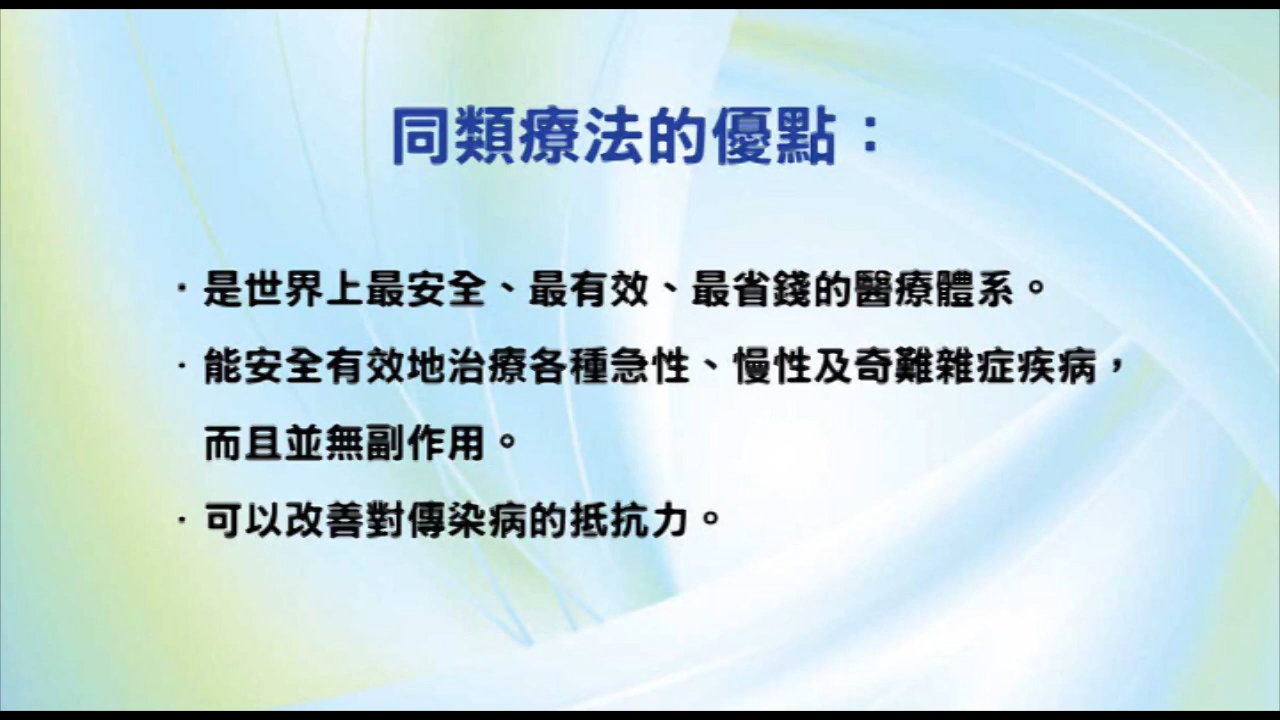 同類療法的優點：
·是世界上最安全、最有效、最省錢的醫療體系。
·能安全有效地治療各種急性、慢性及奇難雜症疾病，
而且並無副作用。
·可以改善對傳染病的抵抗力。